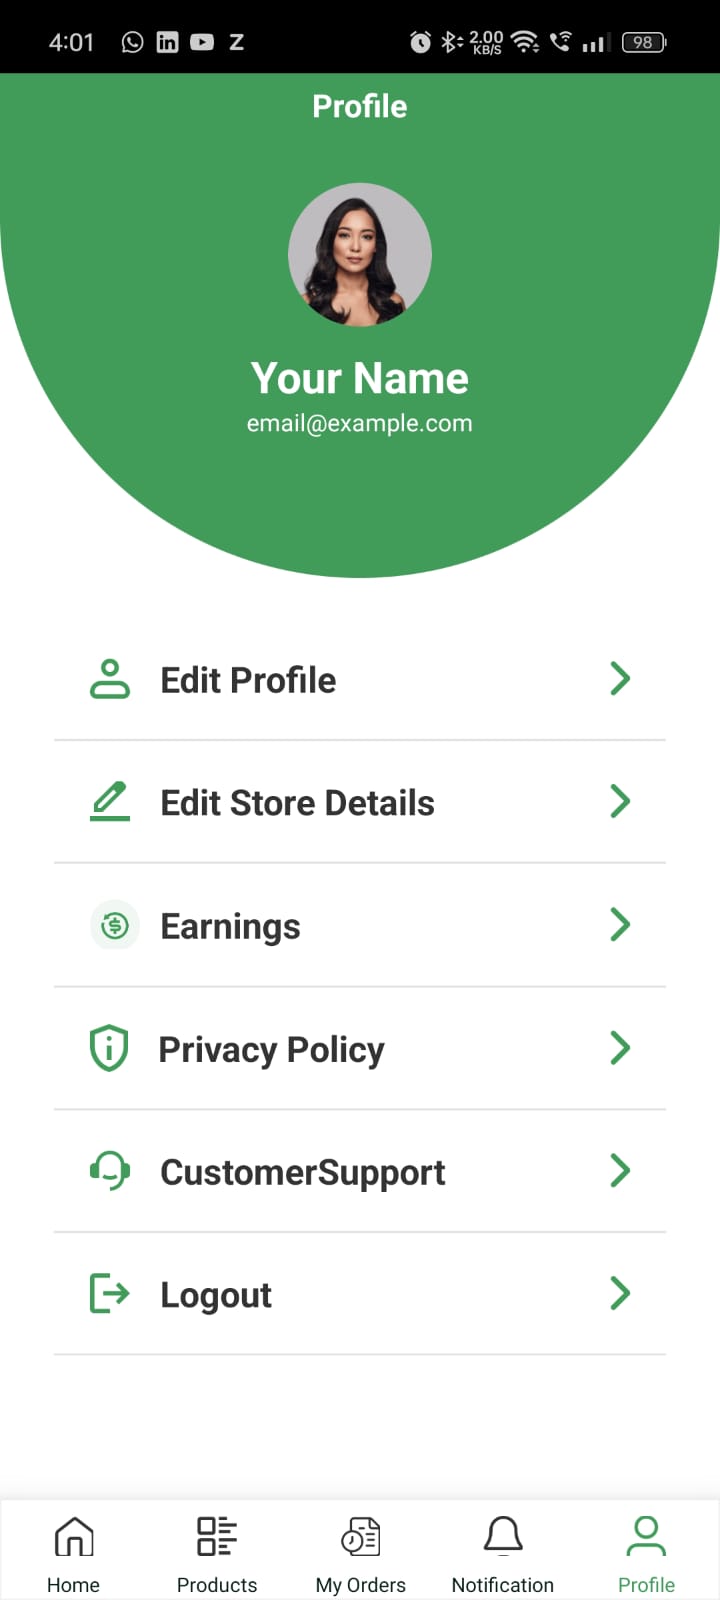 4:01 Z 2.00 KB/S 98
Profile
Your Name
email@example.com
Edit Profile
Edit Store Details
Earnings
Privacy Policy
CustomerSupport
Logout
Home Products My Orders Notification Profile